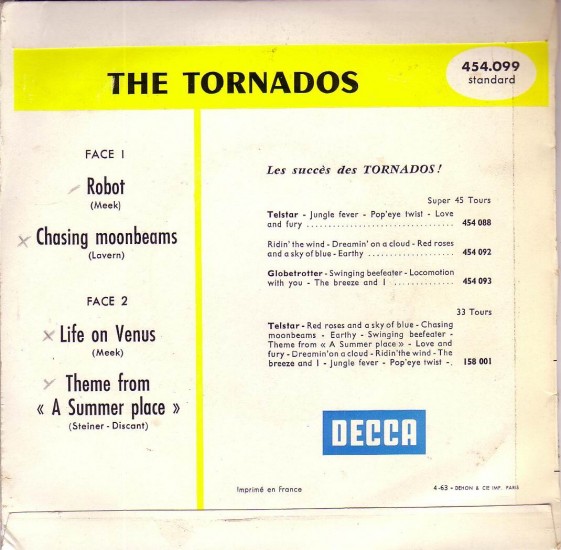 THE TORNADOS
454.099
standard
FACE 1
Robot
(Meek)
Chasing moonbeams
(Lavern)
FACE 2
Life on Venus
(Meek)
Theme from
« A Summer place »
(Steiner - Discant)
Les succès des TORNADOS !
Super 45 Tours
Telstar - Jungle fever - Pop'eye twist - Love
and fury .......................... 454 088
Ridin' the wind - Dreamin' on a cloud - Red roses
and a sky of blue - Earthy ................... 454 092
Globetrotter - Swinging beefeater - Locomotion
with you - The breeze and I .............. 454 093
33 Tours
Telstar - Red roses and a sky of blue - Chasing
moonbeams - Earthy - Swinging beefeater -
Theme from « A Summer place » - Love and
fury - Dreamin' on a cloud - Ridin' the wind - The
breeze and I - Jungle fever - Pop'eye twist -. 158 001
DECCA
Imprimé en France
4-63 - DEHON & CIE IMP. PARIS